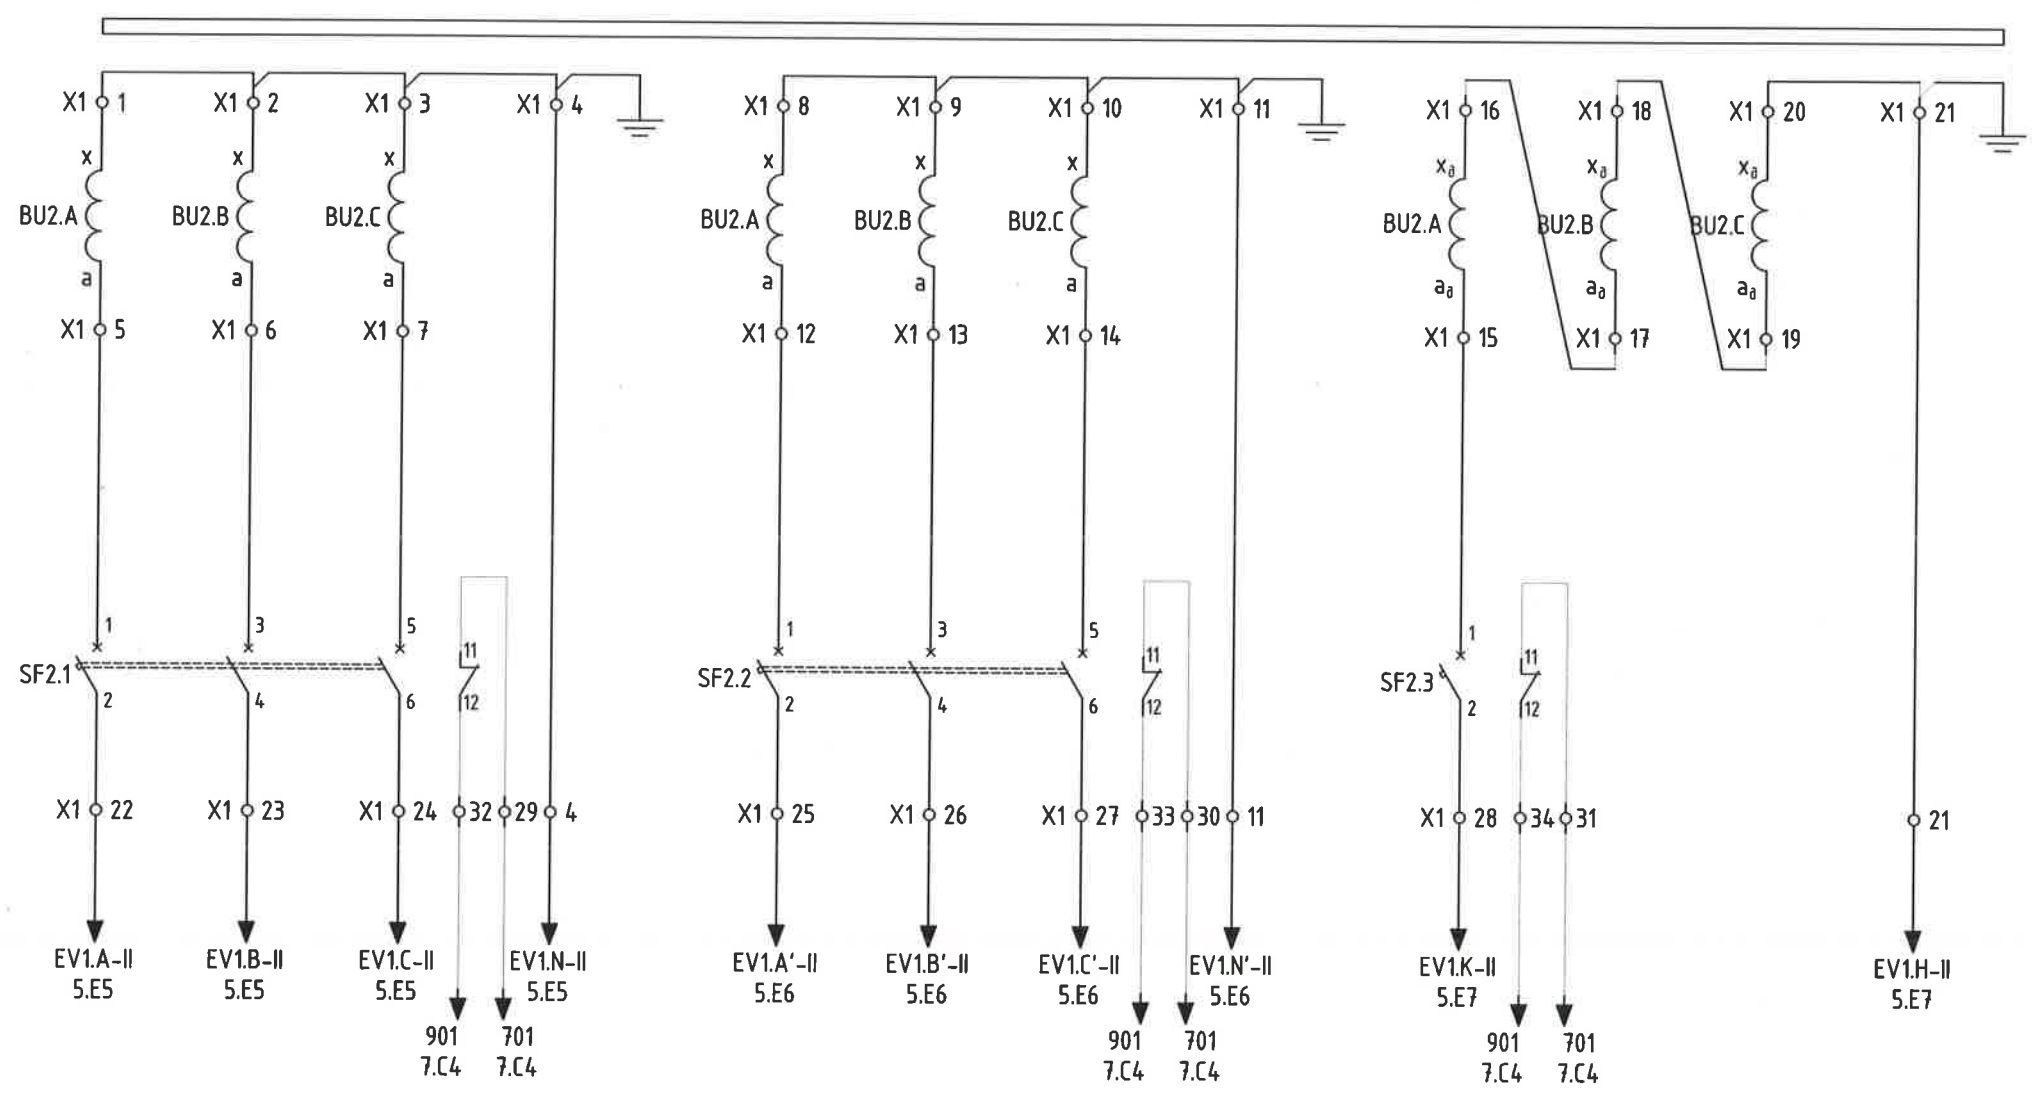 X1 1 X1 2 X1 3 X1 4 X1 8 X1 9 X1 10 X1 11 X1 16 X1 18 X1 20 X1 21
x x x x x x xa xa xa
BU2.A BU2.B BU2.C BU2.A BU2.B BU2.C BU2.A BU2.B BU2.C
a a a a a a aa aa aa
X1 5 X1 6 X1 7 X1 12 X1 13 X1 14 X1 15 X1 17 X1 19
1 3 5 1 3 5 1
11 11 11
SF2.1 SF2.2 SF2.3
2 4 6 12 2 4 6 12 2 12
X1 22 X1 23 X1 24 32 29 4 X1 25 X1 26 X1 27 33 30 11 X1 28 34 31 21
EV1.A-II EV1.B-II EV1.C-II EV1.N-II EV1.A'-II EV1.B'-II EV1.C'-II EV1.N'-II EV1.K-II EV1.H-II
5.E5 5.E5 5.E5 5.E5 5.E6 5.E6 5.E6 5.E6 5.E7 5.E7
901 701 901 701 901 701
7.C4 7.C4 7.C4 7.C4 7.C4 7.C4